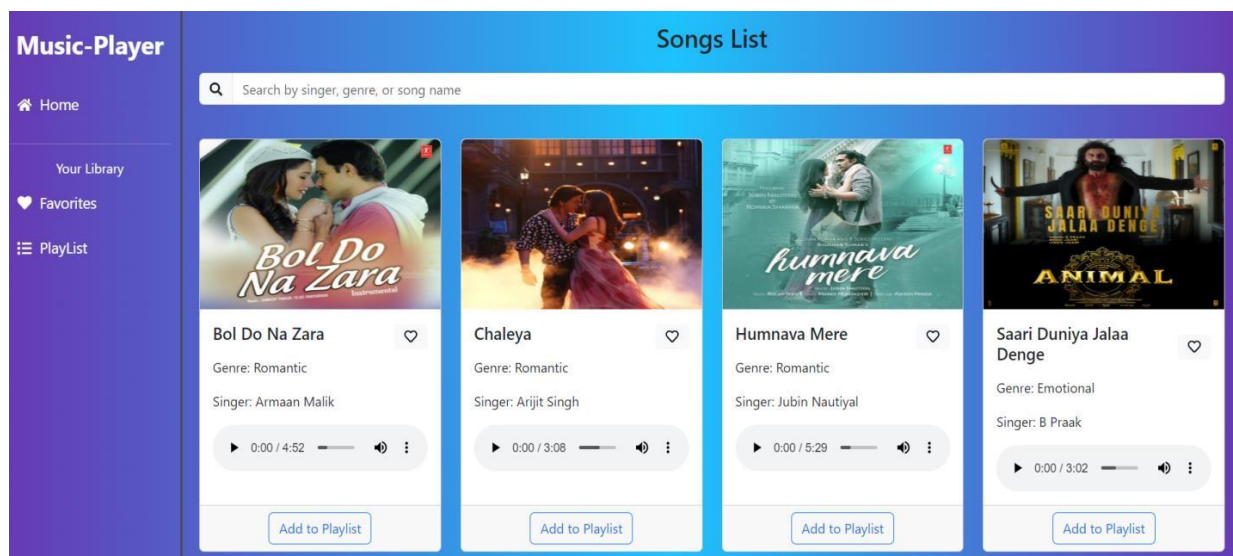 Music-Player
Home
Your Library
Favorites
PlayList
Songs List
Search by singer, genre, or song name
Bol Do
Na Zara
Instrumental
Bol Do Na Zara
Genre: Romantic
Singer: Armaan Malik
0:00 / 4:52
Add to Playlist
Chaleya
Genre: Romantic
Singer: Arijit Singh
0:00 / 3:08
Add to Playlist
humnava
mere
Humnava Mere
Genre: Romantic
Singer: Jubin Nautiyal
0:00 / 5:29
Add to Playlist
SAARI DUNIYA
JALAA DENGE
ANIMAL
Saari Duniya Jalaa
Denge
Genre: Emotional
Singer: B Praak
0:00 / 3:02
Add to Playlist